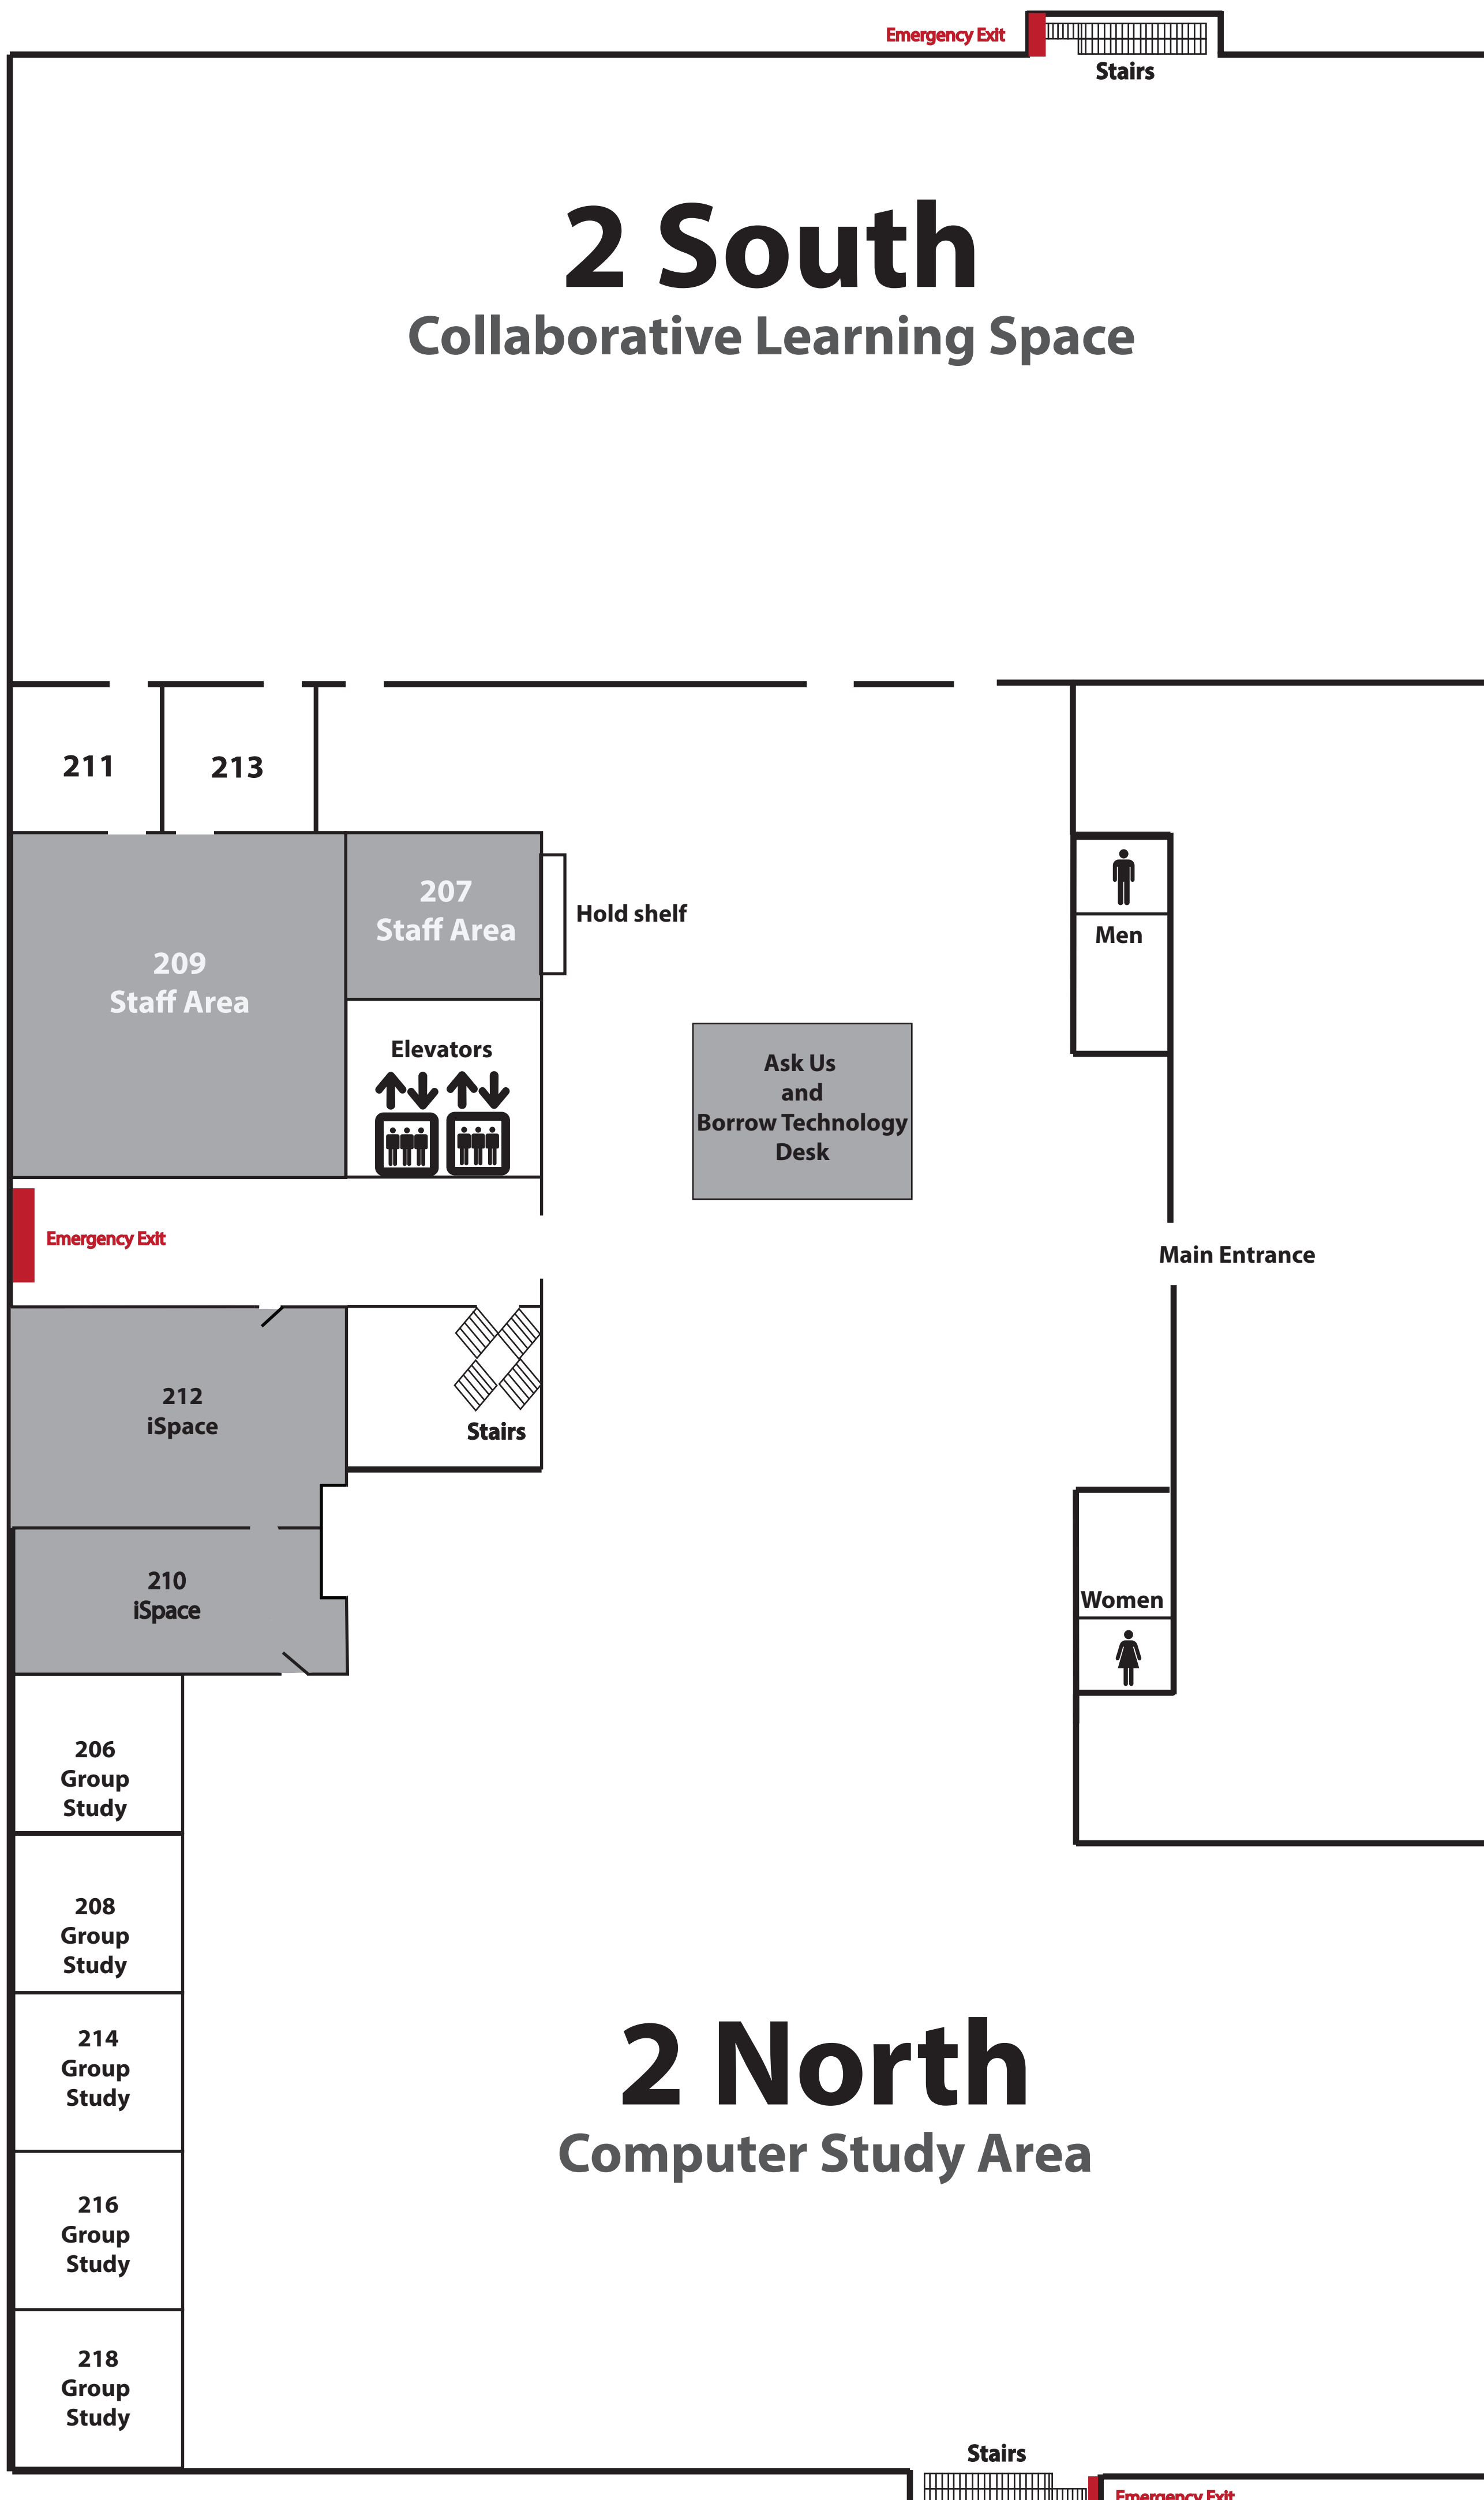 Emergency Exit
Stairs
2 South
Collaborative Learning Space
211
213
207
Staff Area
Hold shelf
209
Staff Area
Men
Elevators
Ask Us
and
Borrow Technology
Desk
Emergency Exit
Main Entrance
212
iSpace
Stairs
210
iSpace
Women
206
Group
Study
208
Group
Study
2 North
Computer Study Area
214
Group
Study
216
Group
Study
218
Group
Study
Stairs
Emergency Exit